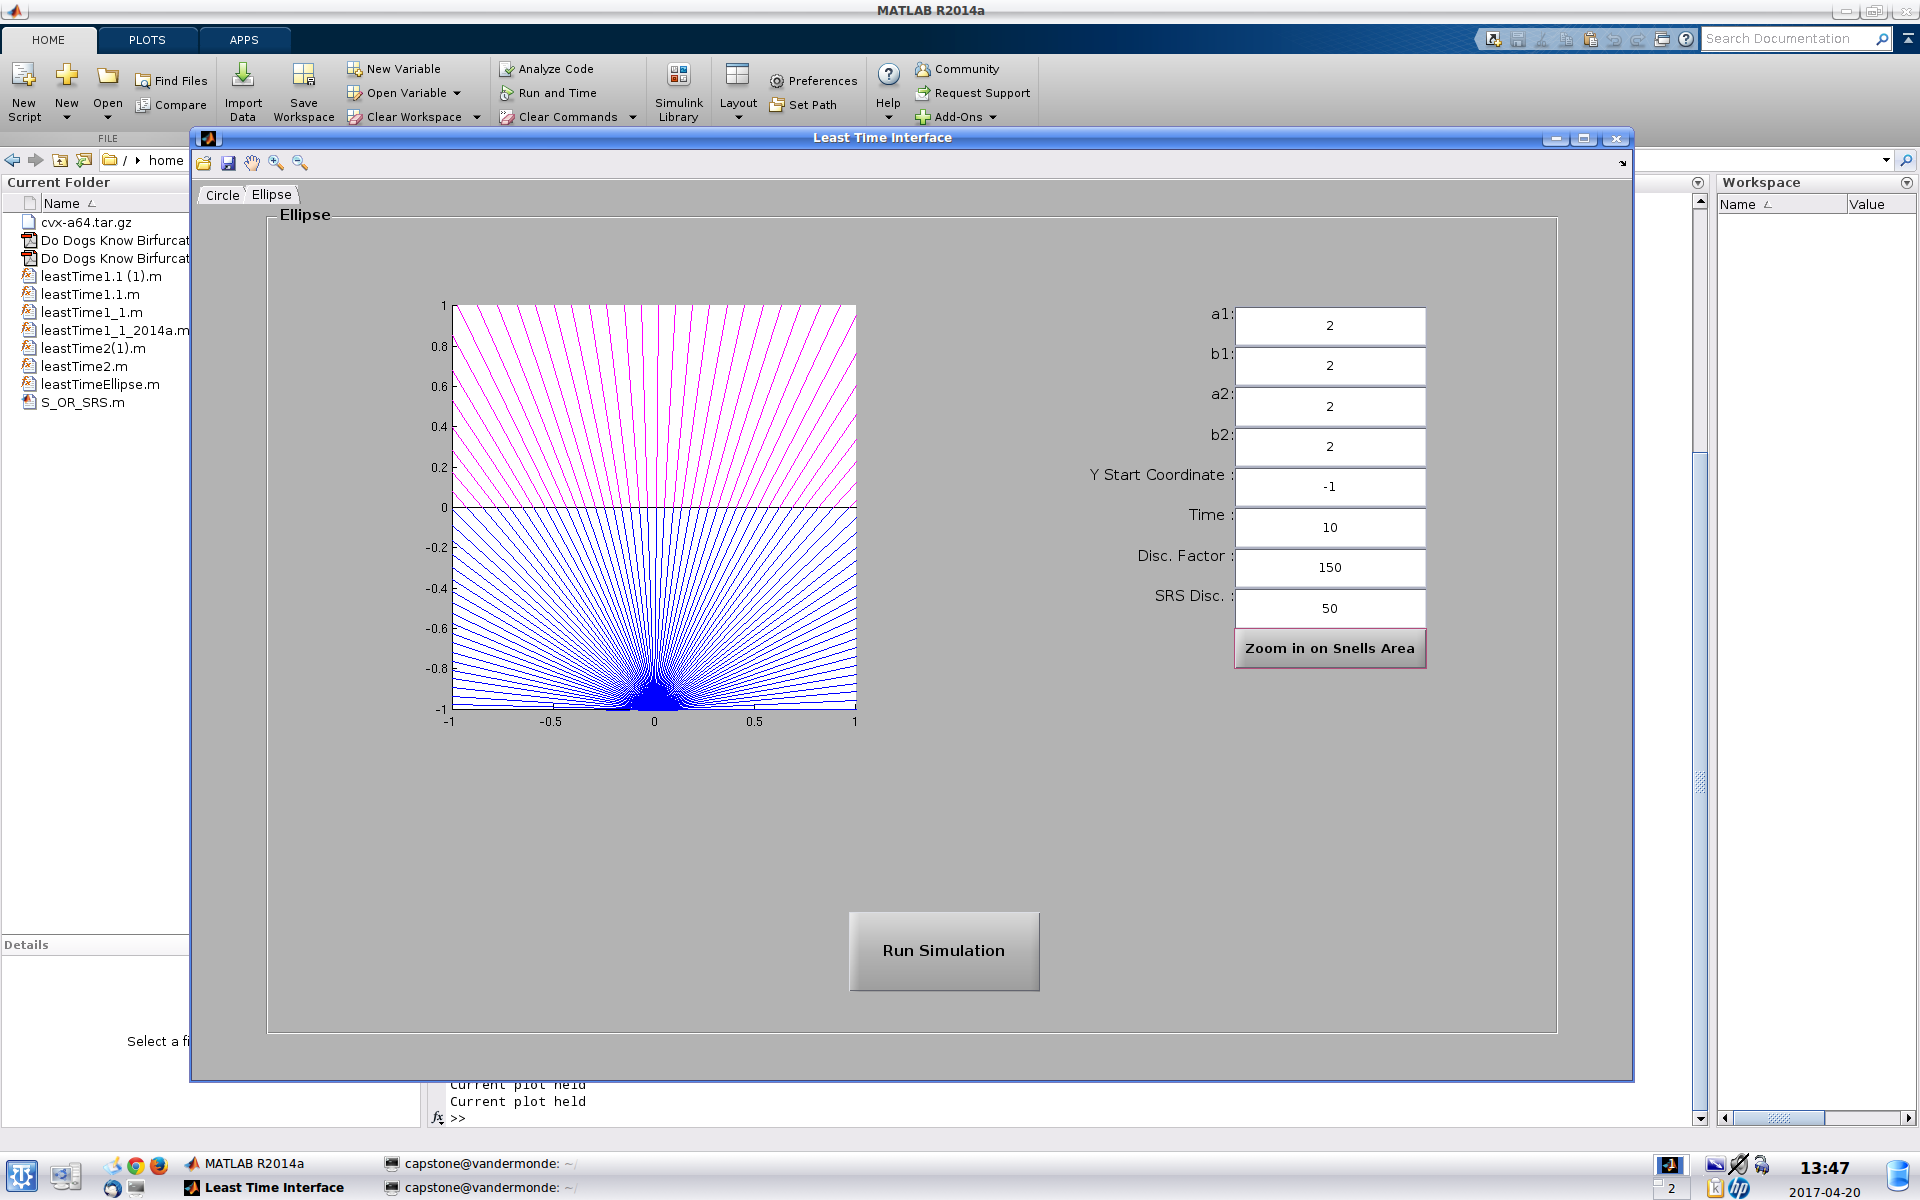 MATLAB R2014a
HOME PLOTS APPS
Search Documentation
New Script
New
Open
Find Files
Compare
Import Data
Save Workspace
New Variable
Open Variable
Clear Workspace
Analyze Code
Run and Time
Clear Commands
Simulink Library
Layout
Preferences
Set Path
Help
Community
Request Support
Add-Ons
FILE
Least Time Interface
/ home
Current Folder
Name
cvx-a64.tar.gz
Do Dogs Know Birfurcat
Do Dogs Know Birfurcat
leastTime1.1 (1).m
leastTime1.1.m
leastTime1_1.m
leastTime1_1_2014a.m
leastTime2(1).m
leastTime2.m
leastTimeEllipse.m
S_OR_SRS.m
Details
Select a fi
Circle Ellipse
Ellipse
1
0.8
0.6
0.4
0.2
0
-0.2
-0.4
-0.6
-0.8
-1
-1 -0.5 0 0.5 1
a1: 2
b1: 2
a2: 2
b2: 2
Y Start Coordinate : -1
Time : 10
Disc. Factor : 150
SRS Disc. : 50
Zoom in on Snells Area
Run Simulation
Workspace
Name Value
Current plot held
Current plot held
fx >>
MATLAB R2014a
capstone@vandermonde: ~
Least Time Interface
capstone@vandermonde: ~
2
hp
13:47
2017-04-20